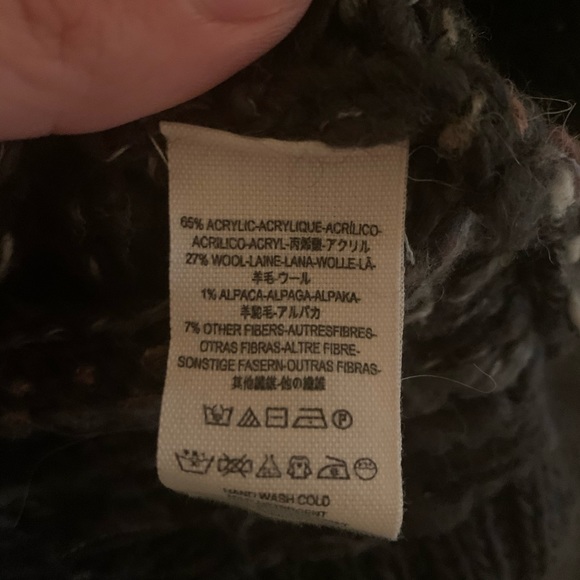 65% ACRYLIC-ACRYLIQUE-ACRÍLICO-
ACRILICO-ACRYL-丙烯酸-アクリル
27% WOOL-LAINE-LANA-WOLLE-LÃ-
羊毛-ウール
1% ALPACA-ALPAGA-ALPAKA-
羊駝毛-アルパカ
7% OTHER FIBERS-AUTRESFIBRES-
OTRAS FIBRAS-ALTRE FIBRE-
SONSTIGE FASERN-OUTRAS FIBRAS-
其他纖維-他の繊維
HAND WASH COLD